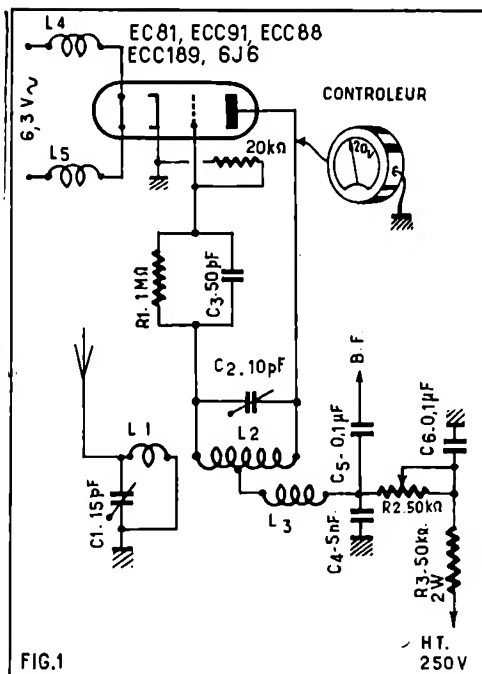 L4
EC81, ECC91, ECC88
ECC189, 6J6
CONTROLEUR
6,3 V~
20kΩ
20V
L5
R1. 1MΩ
C3.50pF
C2.10pF
B.F.
L1
L2
C5-0,1µF
C6.0,1µF
C1.15pF
L3
R2.50kΩ
C4-5nF.
R3-50kΩ
2W
HT.
250V
FIG.1